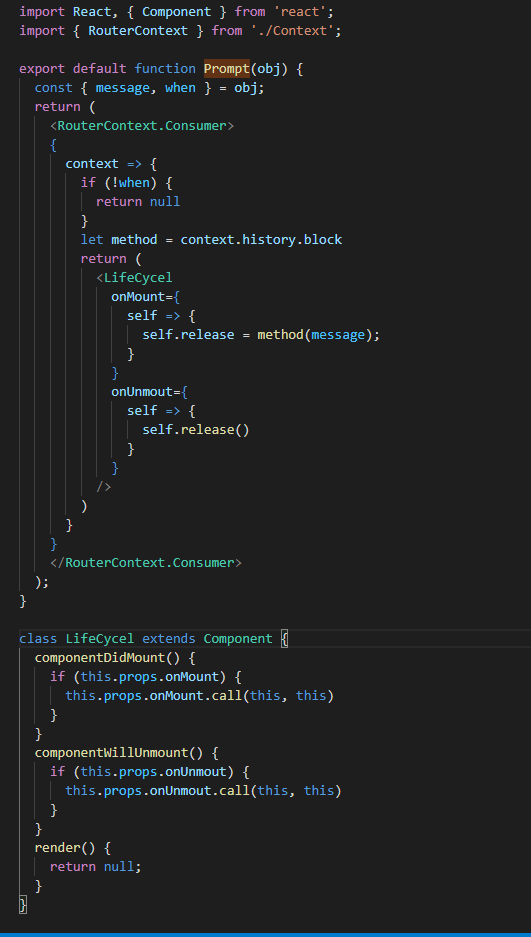 import React, { Component } from 'react';
import { RouterContext } from './Context';
export default function Prompt(obj) {
const { message, when } = obj;
return (
<RouterContext.Consumer>
{
context => {
if (!when) {
return null
}
let method = context.history.block
return (
<LifeCycel
onMount={
self => {
self.release = method(message);
}
}
onUnmout={
self => {
self.release()
}
}
/>
)
}
}
</RouterContext.Consumer>
);
}
class LifeCycel extends Component {
componentDidMount() {
if (this.props.onMount) {
this.props.onMount.call(this, this)
}
}
componentWillUnmount() {
if (this.props.onUnmout) {
this.props.onUnmout.call(this, this)
}
}
render() {
return null;
}
}